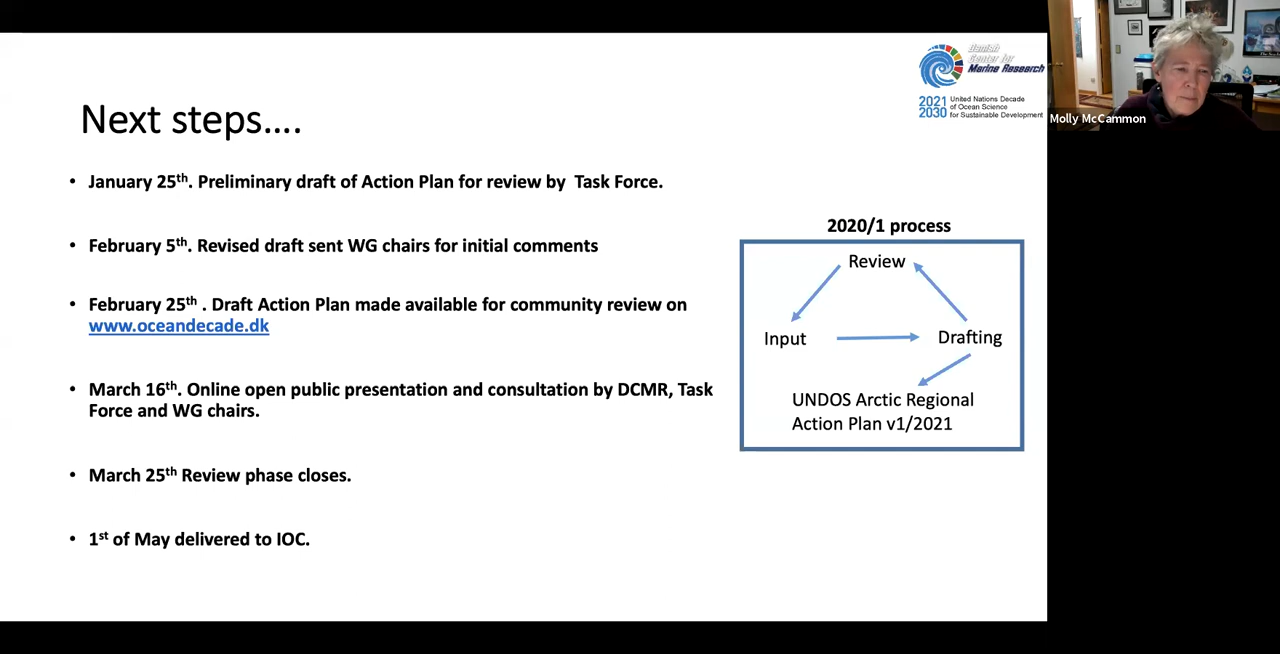 Danish
Center for
Marine Research
2021
2030
United Nations Decade
of Ocean Science
for Sustainable Development
Molly McCammon
Next steps....
• January 25th. Preliminary draft of Action Plan for review by Task Force.
• February 5th. Revised draft sent WG chairs for initial comments
• February 25th . Draft Action Plan made available for community review on
www.oceandecade.dk
• March 16th. Online open public presentation and consultation by DCMR, Task
Force and WG chairs.
• March 25th Review phase closes.
• 1st of May delivered to IOC.
2020/1 process
Review
Input
Drafting
UNDOS Arctic Regional
Action Plan v1/2021